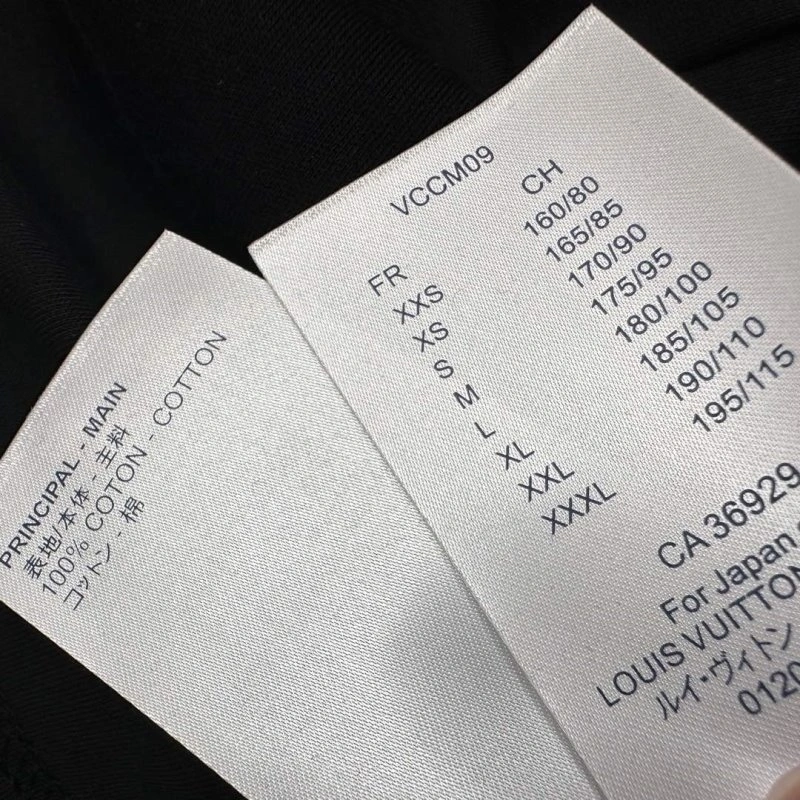 PRINCIPAL - MAIN
表地/本体 - 主料
100% COTON - COTTON
コットン - 棉
VCCM09
FR CH
XXS 160/80
XS 165/85
S 170/90
M 175/95
L 180/100
XL 185/105
XXL 190/110
XXXL 195/115
CA 36929
For Japan
LOUIS VUITTON
ルイ・ヴィトン
0120